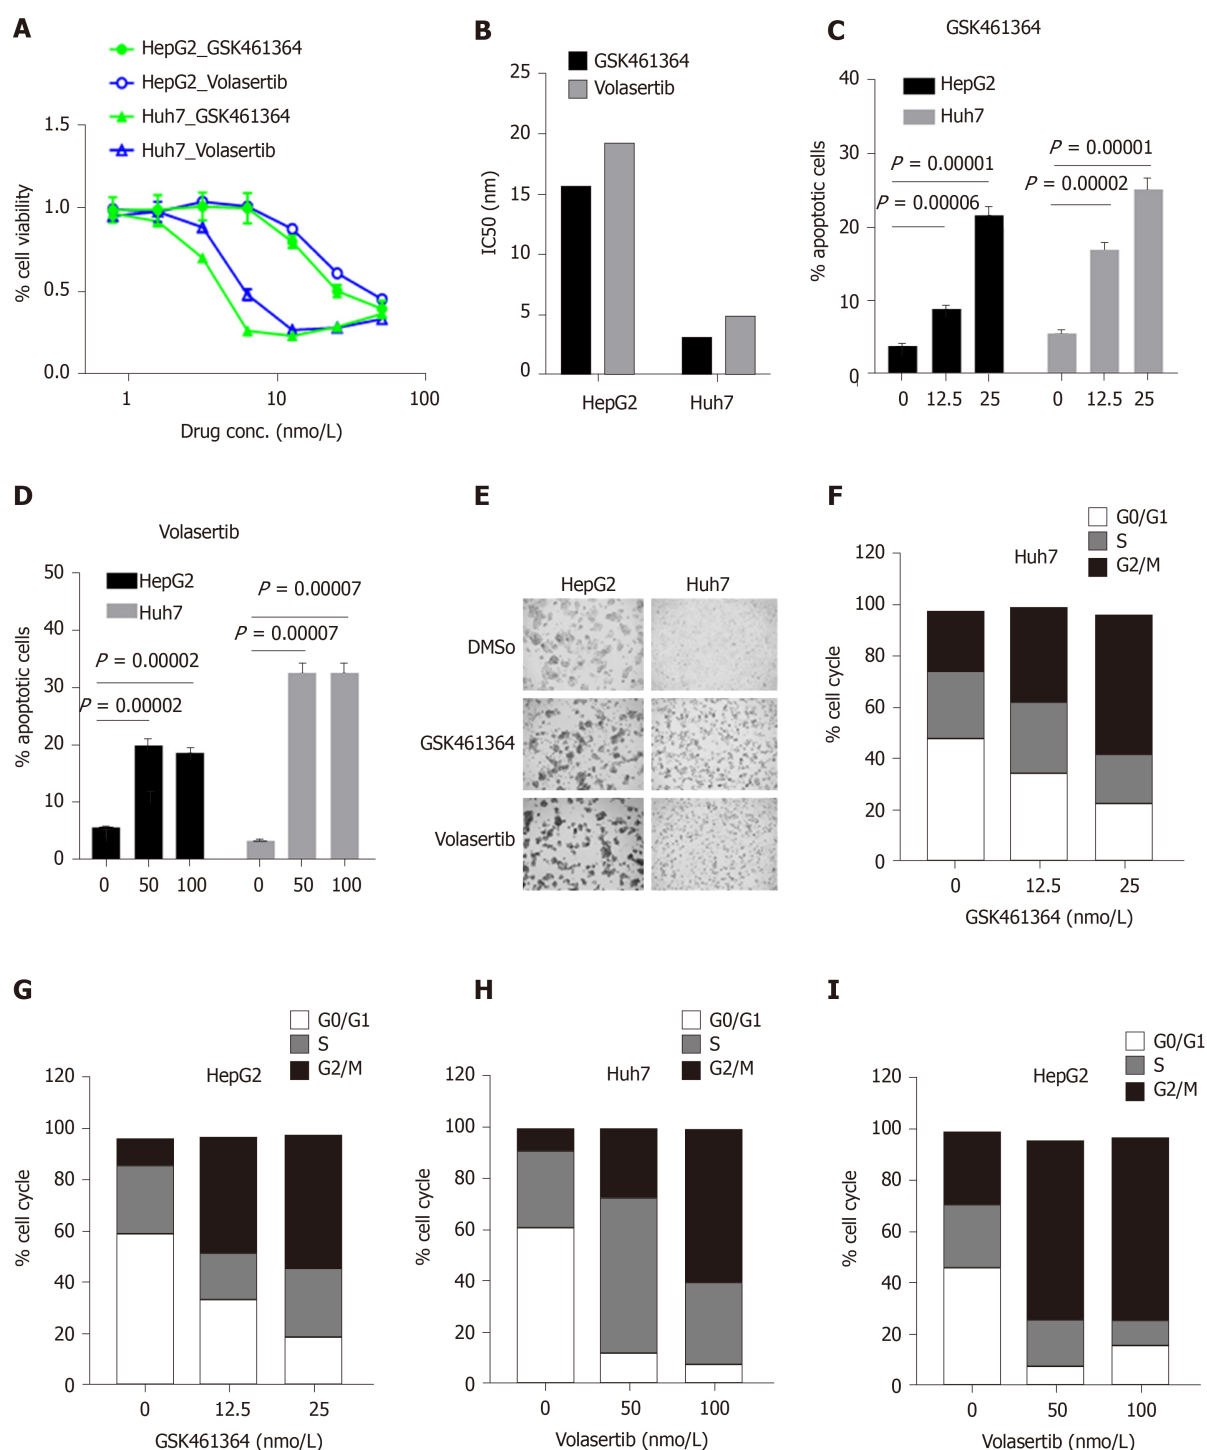 A
HepG2_GSK461364
HepG2_Volasertib
Huh7_GSK461364
Huh7_Volasertib
% cell viability
1.5
1.0
0.5
0.0
1 10 100
Drug conc. (nmo/L)
B
GSK461364
Volasertib
IC50 (nm)
25
20
15
10
5
0
HepG2 Huh7
C
GSK461364
HepG2
Huh7
% apoptotic cells
40
30
20
10
0
P = 0.00001
P = 0.00006
P = 0.00001
P = 0.00002
0 12.5 25 0 12.5 25
D
Volasertib
HepG2
Huh7
% apoptotic cells
50
40
30
20
10
0
P = 0.00007
P = 0.00007
P = 0.00002
P = 0.00002
0 50 100 0 50 100
E
HepG2 Huh7
DMSo
GSK461364
Volasertib
F
G0/G1
S
G2/M
Huh7
% cell cycle
120
100
80
60
40
20
0
0 12.5 25
GSK461364 (nmo/L)
G
G0/G1
S
G2/M
HepG2
% cell cycle
120
100
80
60
40
20
0
0 12.5 25
GSK461364 (nmo/L)
H
G0/G1
S
G2/M
Huh7
% cell cycle
120
100
80
60
40
20
0
0 50 100
Volasertib (nmo/L)
I
G0/G1
S
G2/M
HepG2
% cell cycle
120
100
80
60
40
20
0
0 50 100
Volasertib (nmo/L)